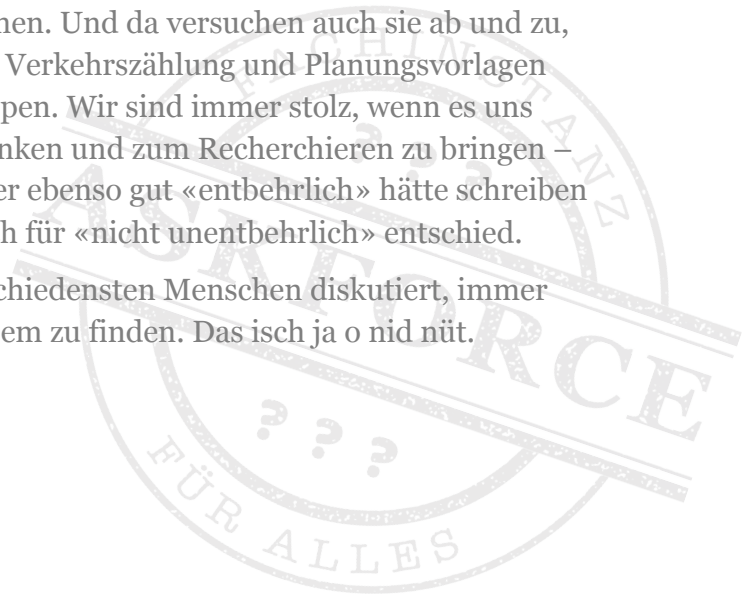 nen. Und da versuchen auch sie ab und zu,
Verkehrszählung und Planungsvorlagen
pen. Wir sind immer stolz, wenn es uns
nken und zum Recherchieren zu bringen –
er ebenso gut «entbehrlich» hätte schreiben
h für «nicht unentbehrlich» entschied.
chiedensten Menschen diskutiert, immer
em zu finden. Das isch ja o nid nüt.
FACHINSTANZ
? ? ?
ASKFORCE
? ? ?
FÜR ALLES